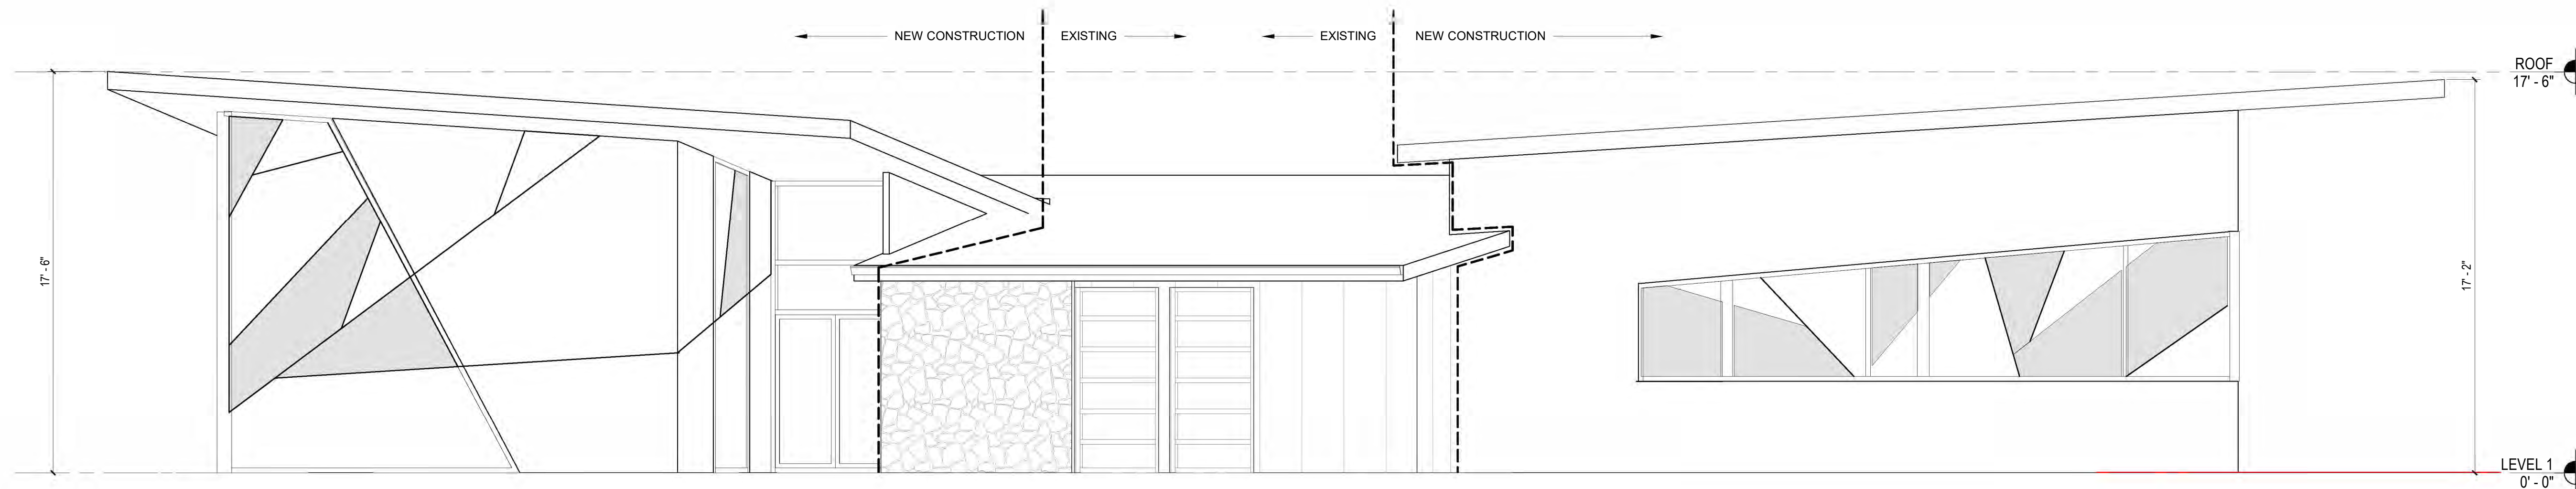 NEW CONSTRUCTION EXISTING EXISTING NEW CONSTRUCTION
ROOF
17' - 6"
17' - 6"
17' - 2"
LEVEL 1
0' - 0"